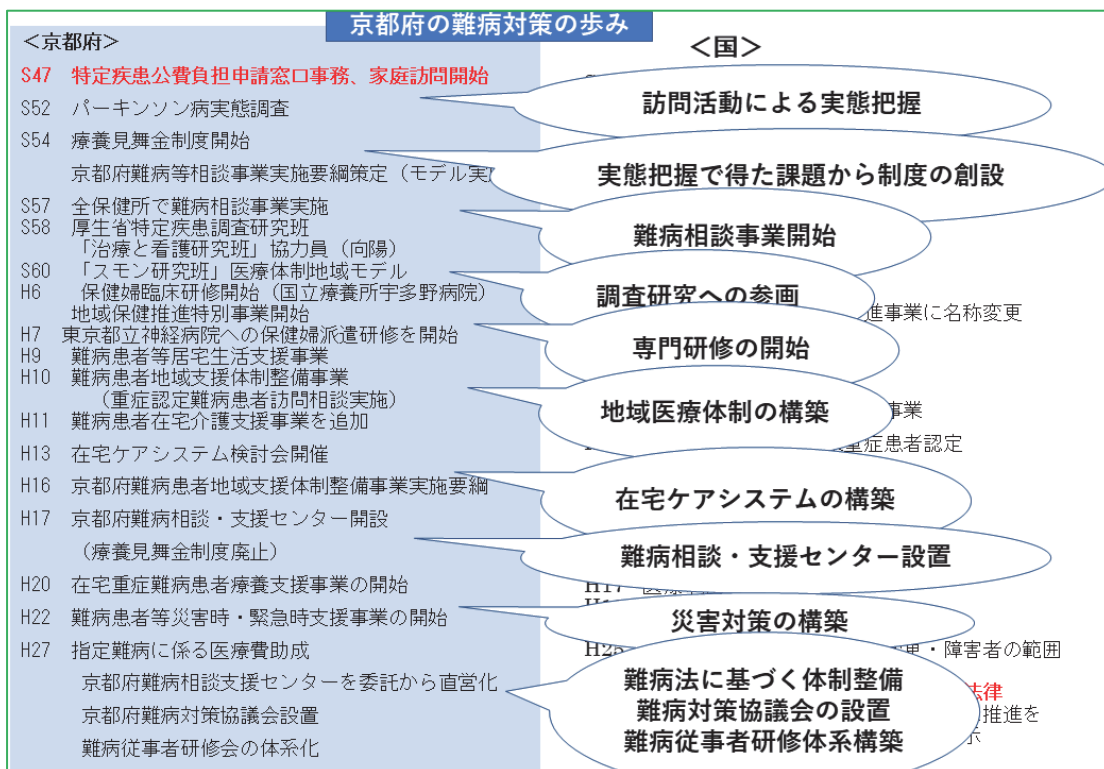 京都府の難病対策の歩み
＜京都府＞
S47 特定疾患公費負担申請窓口事務、家庭訪問開始
S52 パーキンソン病実態調査
S54 療養見舞金制度開始
京都府難病等相談事業実施要綱策定（モデル実
S57 全保健所で難病相談事業実施
S58 厚生省特定疾患調査研究班
「治療と看護研究班」協力員（向陽）
S60 「スモン研究班」医療体制地域モデル
H6 保健婦臨床研修開始（国立療養所宇多野病院）
地域保健推進特別事業開始
H7 東京都立神経病院への保健婦派遣研修を開始
H9 難病患者等居宅生活支援事業
H10 難病患者地域支援体制整備事業
（重症認定難病患者訪問相談実施）
H11 難病患者在宅介護支援事業を追加
H13 在宅ケアシステム検討会開催
H16 京都府難病患者地域支援体制整備事業実施要綱
H17 京都府難病相談・支援センター開設
（療養見舞金制度廃止）
H20 在宅重症難病患者療養支援事業の開始
H22 難病患者等災害時・緊急時支援事業の開始
H27 指定難病に係る医療費助成
京都府難病相談支援センターを委託から直営化
京都府難病対策協議会設置
難病従事者研修会の体系化
＜国＞
訪問活動による実態把握
実態把握で得た課題から制度の創設
難病相談事業開始
調査研究への参画
進事業に名称変更
専門研修の開始
地域医療体制の構築
事業
重症患者認定
在宅ケアシステムの構築
難病相談・支援センター設置
H17
災害対策の構築
H25
・障害者の範囲
難病法に基づく体制整備
法律
難病対策協議会の設置
推進を
難病従事者研修体系構築